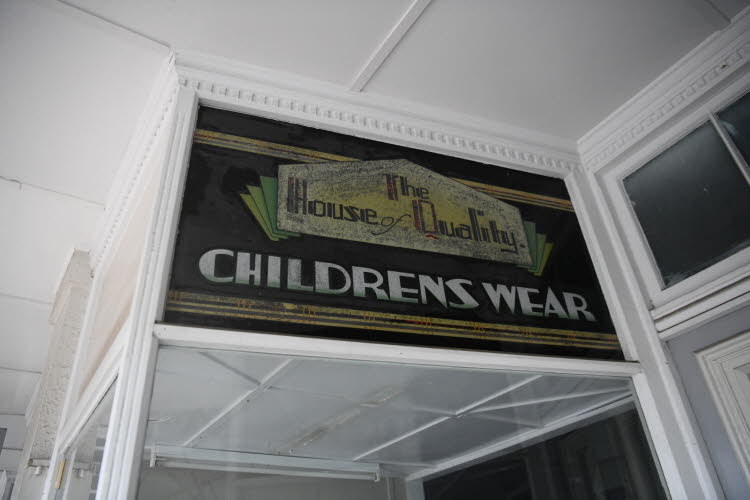 The
House of Quality.
CHILDRENS WEAR